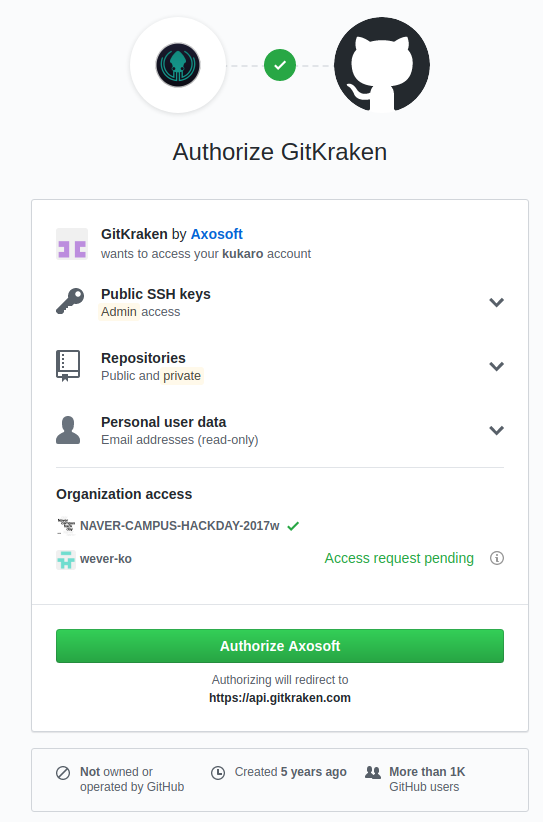 Authorize GitKraken
GitKraken by Axosoft
wants to access your kukaro account
Public SSH keys
Admin access
Repositories
Public and private
Personal user data
Email addresses (read-only)
Organization access
NAVER-CAMPUS-HACKDAY-2017w
wever-ko
Access request pending
Authorize Axosoft
Authorizing will redirect to
https://api.gitkraken.com
Not owned or
operated by GitHub
Created 5 years ago
More than 1K
GitHub users